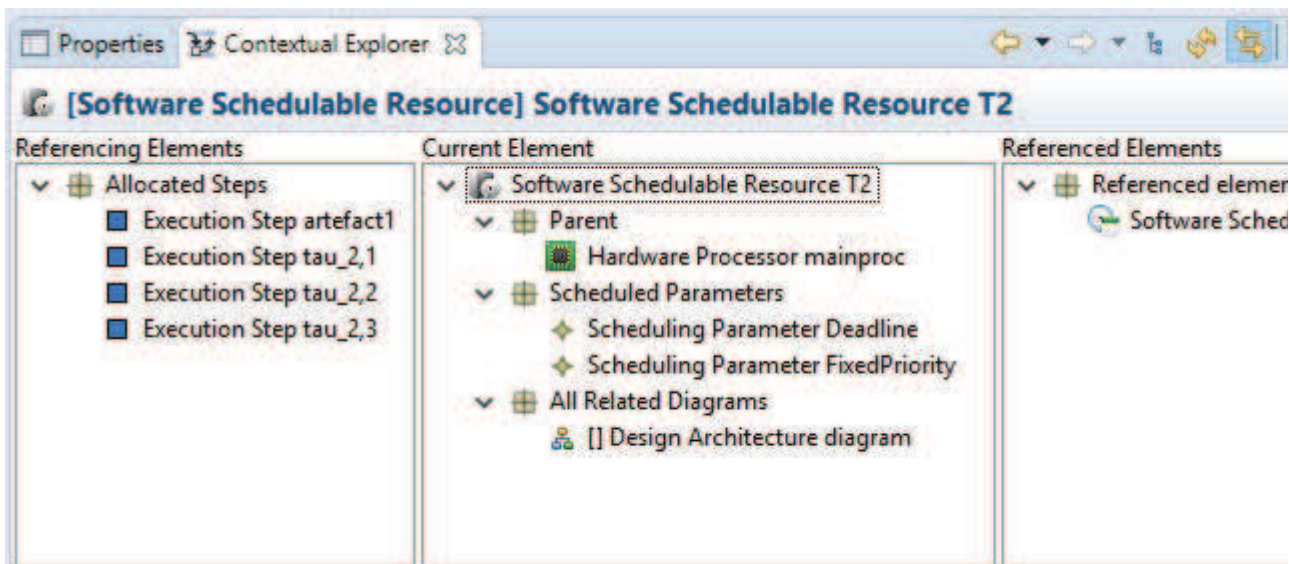 Properties Contextual Explorer
[Software Schedulable Resource] Software Schedulable Resource T2
Referencing Elements
Allocated Steps
Execution Step artefact1
Execution Step tau_2,1
Execution Step tau_2,2
Execution Step tau_2,3
Current Element
Software Schedulable Resource T2
Parent
Hardware Processor mainproc
Scheduled Parameters
Scheduling Parameter Deadline
Scheduling Parameter FixedPriority
All Related Diagrams
[] Design Architecture diagram
Referenced Elements
Referenced elemen
Software Sched